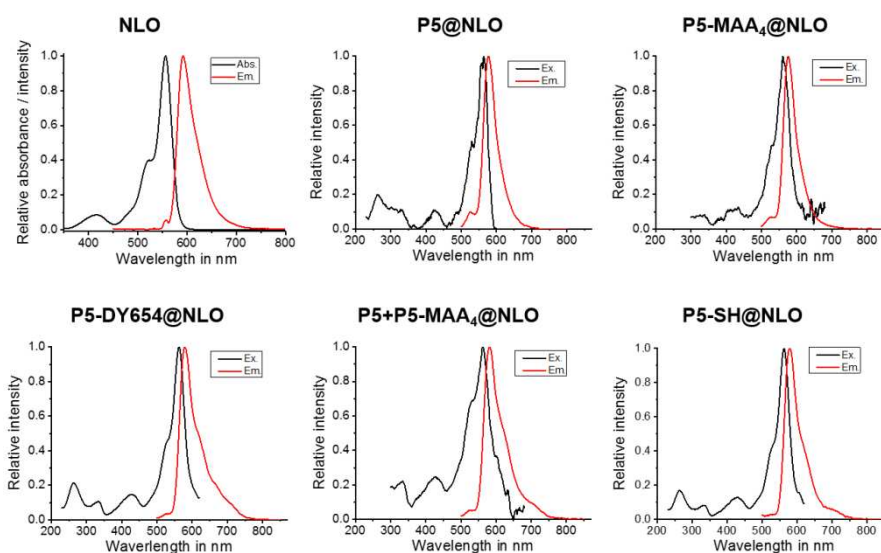 NLO
P5@NLO
P5-MAA₄@NLO
Relative absorbance / intensity
1.0
0.8
0.6
0.4
0.2
0.0
400 500 600 700 800
Wavelength in nm
Abs.
Em.
Relative intensity
1.0
0.8
0.6
0.4
0.2
0.0
200 300 400 500 600 700 800
Wavelength in nm
Ex.
Em.
Relative intensity
1.0
0.8
0.6
0.4
0.2
0.0
200 300 400 500 600 700 800
Wavelength in nm
Ex.
Em.
P5-DY654@NLO
P5+P5-MAA₄@NLO
P5-SH@NLO
Relative intensity
1.0
0.8
0.6
0.4
0.2
0.0
200 300 400 500 600 700 800
Waverlength in nm
Ex.
Em.
Relative intensity
1.0
0.8
0.6
0.4
0.2
0.0
200 300 400 500 600 700 800
Wavelength in nm
Ex.
Em.
Relative intensity
1.0
0.8
0.6
0.4
0.2
0.0
200 300 400 500 600 700 800
Wavelength in nm
Ex.
Em.